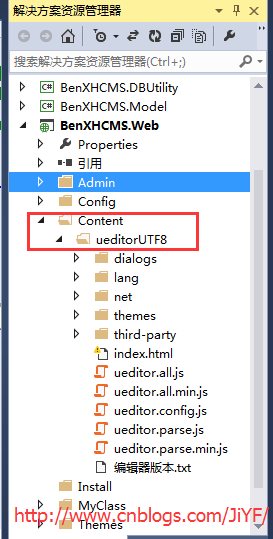 解决方案资源管理器
搜索解决方案资源管理器(Ctrl+;)
BenXHCMS.DBUtility
BenXHCMS.Model
BenXHCMS.Web
Properties
引用
Admin
Config
Content
ueditorUTF8
dialogs
lang
net
themes
third-party
index.html
ueditor.all.js
ueditor.all.min.js
ueditor.config.js
ueditor.parse.js
ueditor.parse.min.js
编辑器版本.txt
Install
MyClass
http://www.cnblogs.com/JiYF/
Themes